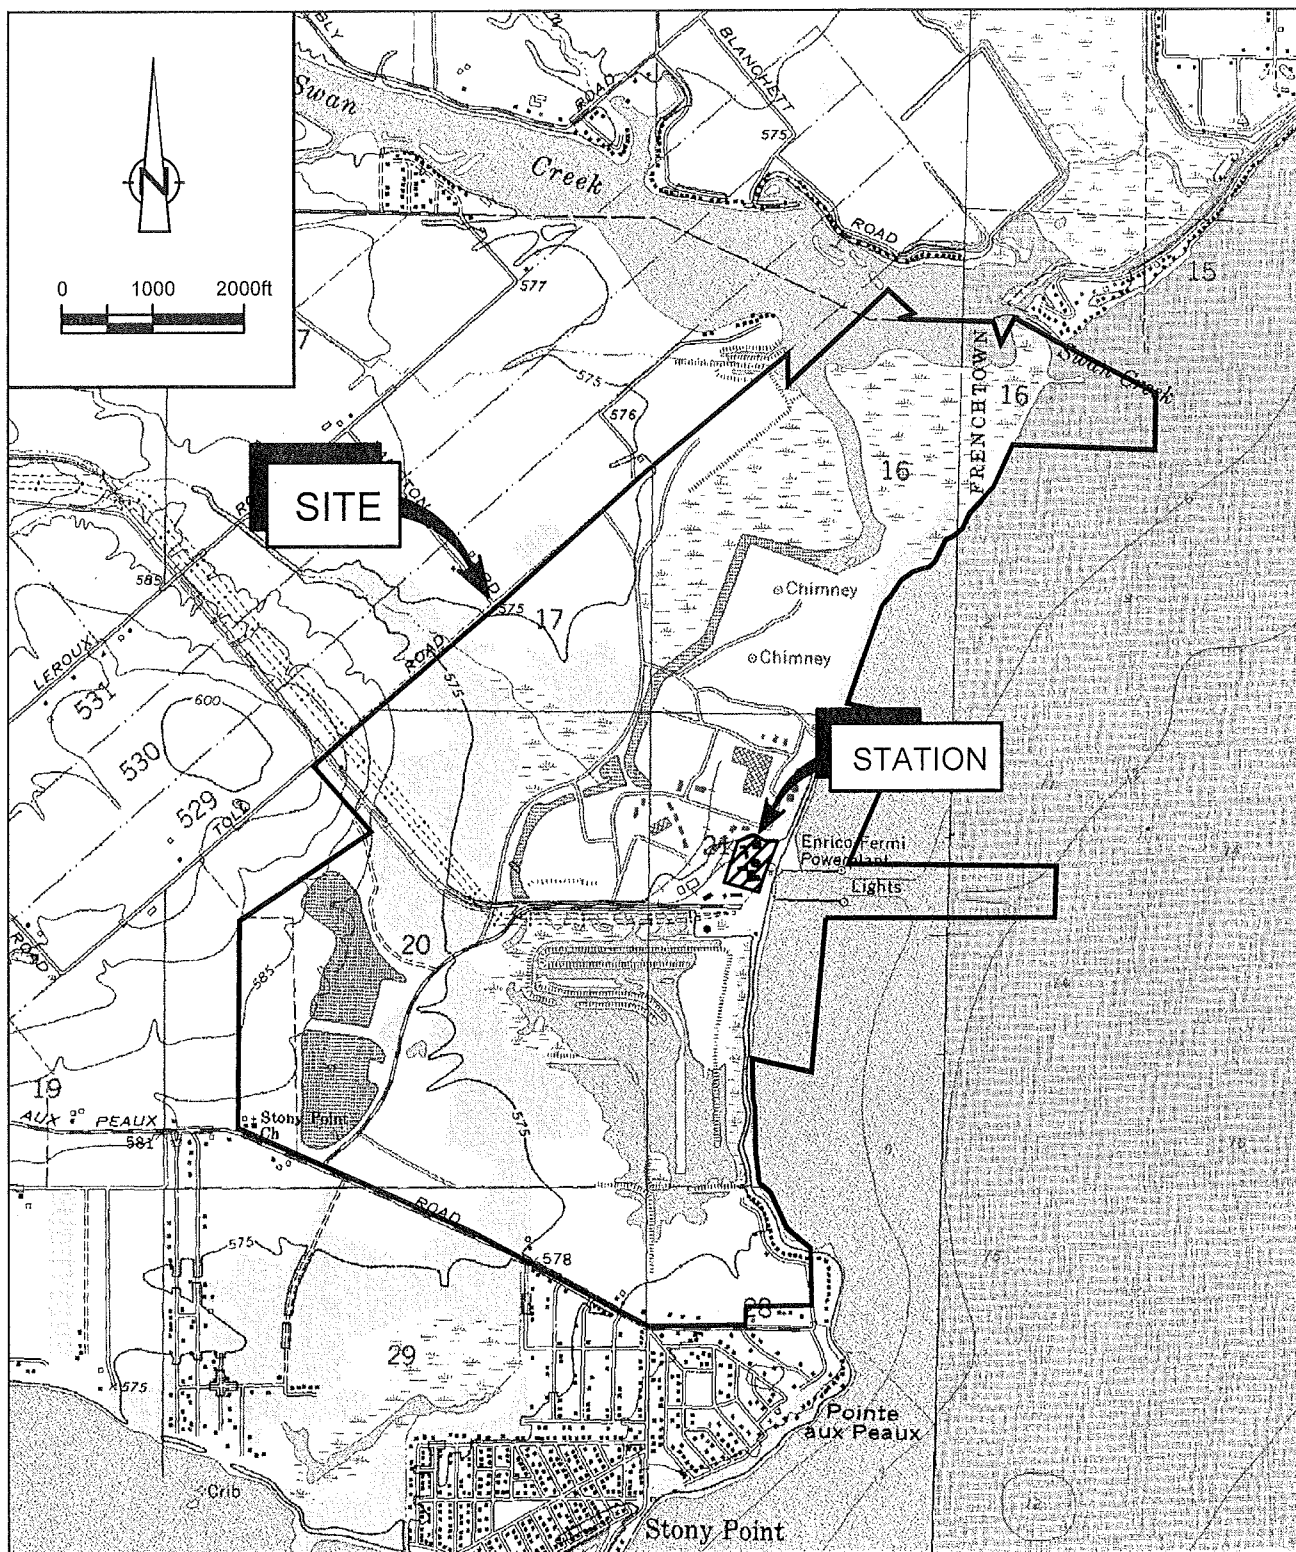 BLANCHETT
ROAD
Swan
Creek
575
ROAD
15
0 1000 2000ft
577
7
575
576
FRENCHTOWN
Swan Creek
16
16
SITE
585
575
17
Chimney
Chimney
ROAD
575
LEROUX
531
600
530
529
TOLL
STATION
21
Enrico Fermi
Powerplant
Lights
ROAD
20
585
19
AUX PEAUX
581
Stony Point
Ch
575
ROAD
575
578
28
29
575
Pointe
aux Peaux
Crib
Stony Point